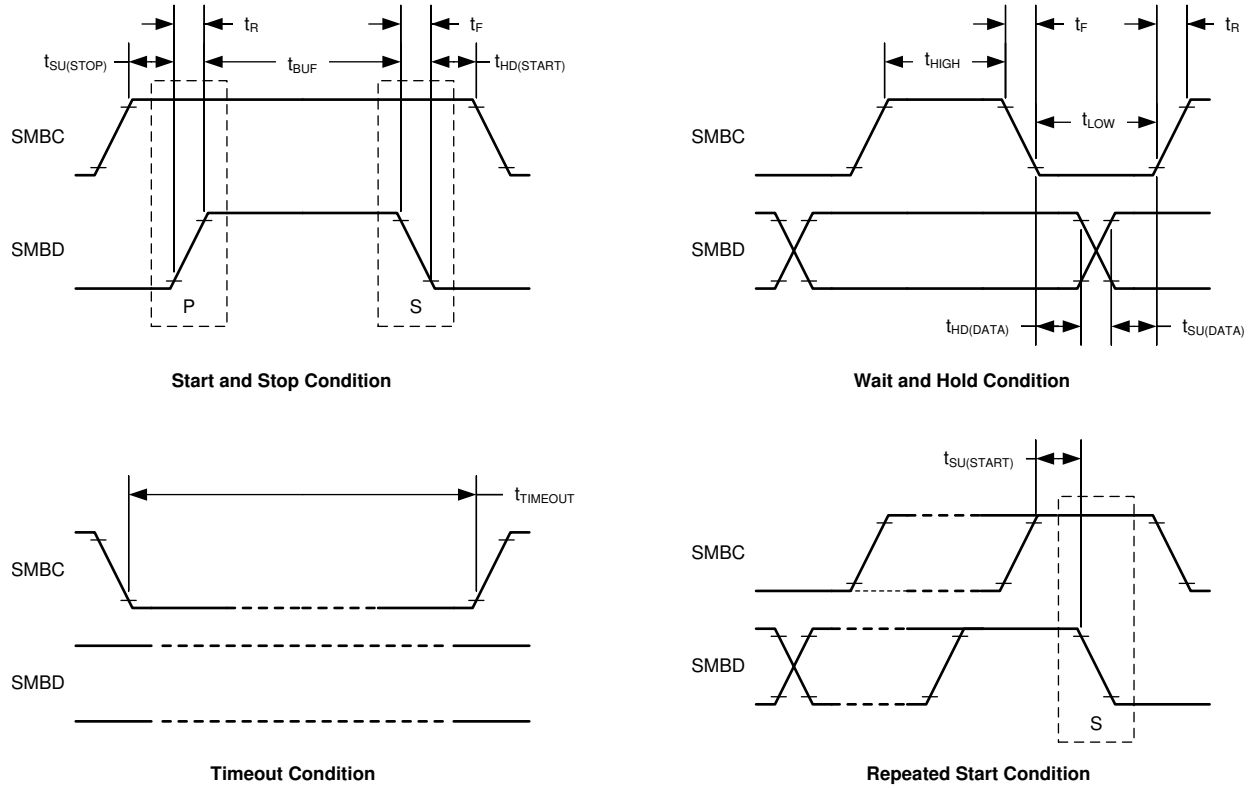 tR
tF
tSU(STOP)
tBUF
tHD(START)
SMBC
SMBD
P
S
Start and Stop Condition
tF
tR
tHIGH
tLOW
SMBC
SMBD
tHD(DATA)
tSU(DATA)
Wait and Hold Condition
tTIMEOUT
SMBC
SMBD
Timeout Condition
tSU(START)
SMBC
SMBD
S
Repeated Start Condition